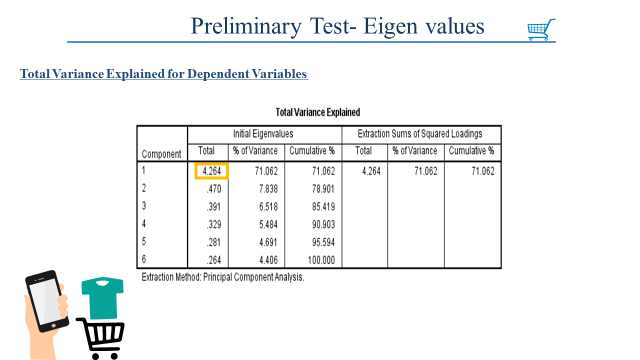 Preliminary Test- Eigen values
Total Variance Explained for Dependent Variables
Total Variance Explained
Initial Eigenvalues Extraction Sums of Squared Loadings
Component Total % of Variance Cumulative % Total % of Variance Cumulative %
1 4.264 71.062 71.062 4.264 71.062 71.062
2 .470 7.838 78.901
3 .391 6.518 85.419
4 .329 5.484 90.903
5 .281 4.691 95.594
6 .264 4.406 100.000
Extraction Method: Principal Component Analysis.